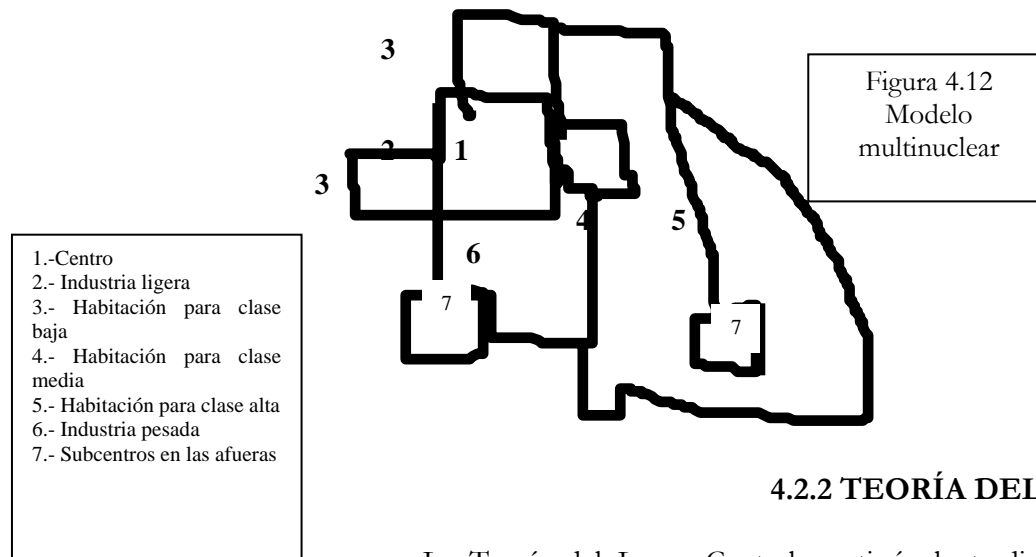 3
Figura 4.12
Modelo
multinuclear
2
1
3
4
5
6
7
7
1.-Centro
2.- Industria ligera
3.- Habitación para clase
baja
4.- Habitación para clase
media
5.- Habitación para clase alta
6.- Industria pesada
7.- Subcentros en las afueras
4.2.2 TEORÍA DEL